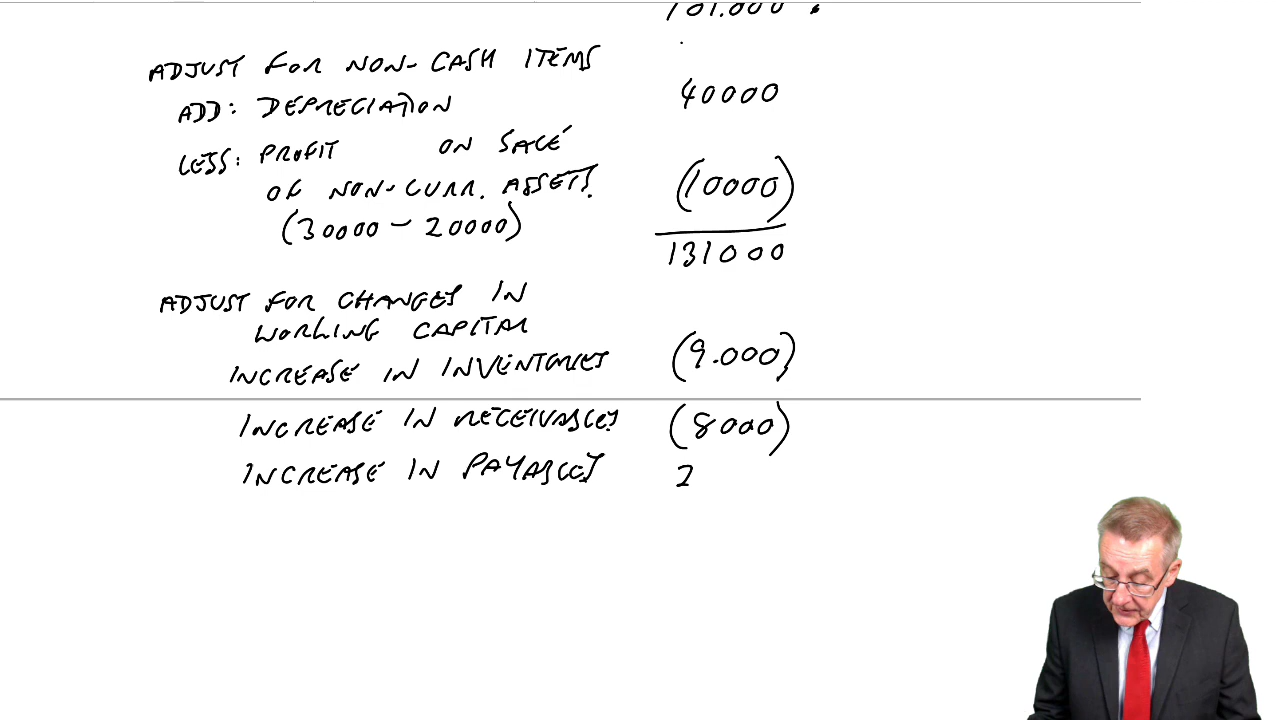 101.000
ADJUST FOR NON-CASH ITEMS
ADD: DEPRECIATION 40000
LESS: PROFIT ON SALE
OF NON-CURR. ASSETS. (10000)
(30000 - 20000)
131000
ADJUST FOR CHANGES IN
WORKING CAPITAL
INCREASE IN INVENTORIES (9.000)
INCREASE IN RECEIVABLES (8000)
INCREASE IN PAYABLES 2